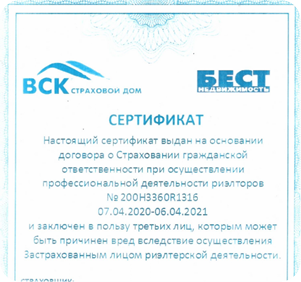 ВСК СТРАХОВОЙ ДОМ
БЕСТ
НЕДВИЖИМОСТЬ
СЕРТИФИКАТ
Настоящий сертификат выдан на основании
договора о Страховании гражданской
ответственности при осуществлении
профессиональной деятельности риэлторов
№ 200H3360R1316
07.04.2020-06.04.2021
и заключен в пользу третьих лиц, которым может
быть причинен вред вследствие осуществления
Застрахованным лицом риэлтерской деятельности.